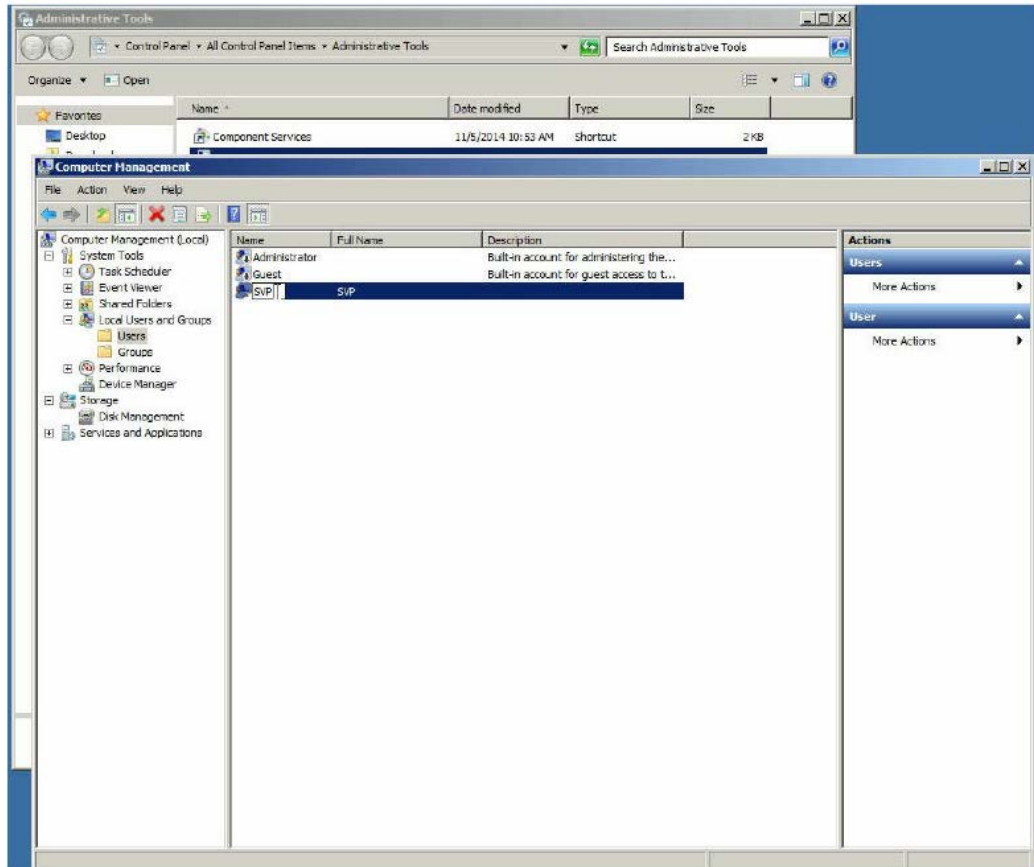 Administrative Tools
Control Panel ▸ All Control Panel Items ▸ Administrative Tools
Search Administrative Tools
Organize Open
Name Date modified Type Size
Favorites
Desktop
Component Services 11/5/2014 10:53 AM Shortcut 2 KB
Computer Management
File Action View Help
Computer Management (Local)
System Tools
Task Scheduler
Event Viewer
Shared Folders
Local Users and Groups
Users
Groups
Performance
Device Manager
Storage
Disk Management
Services and Applications
Name Full Name Description
Administrator Built-in account for administering the...
Guest Built-in account for guest access to t...
SVP SVP
Actions
Users
More Actions
User
More Actions